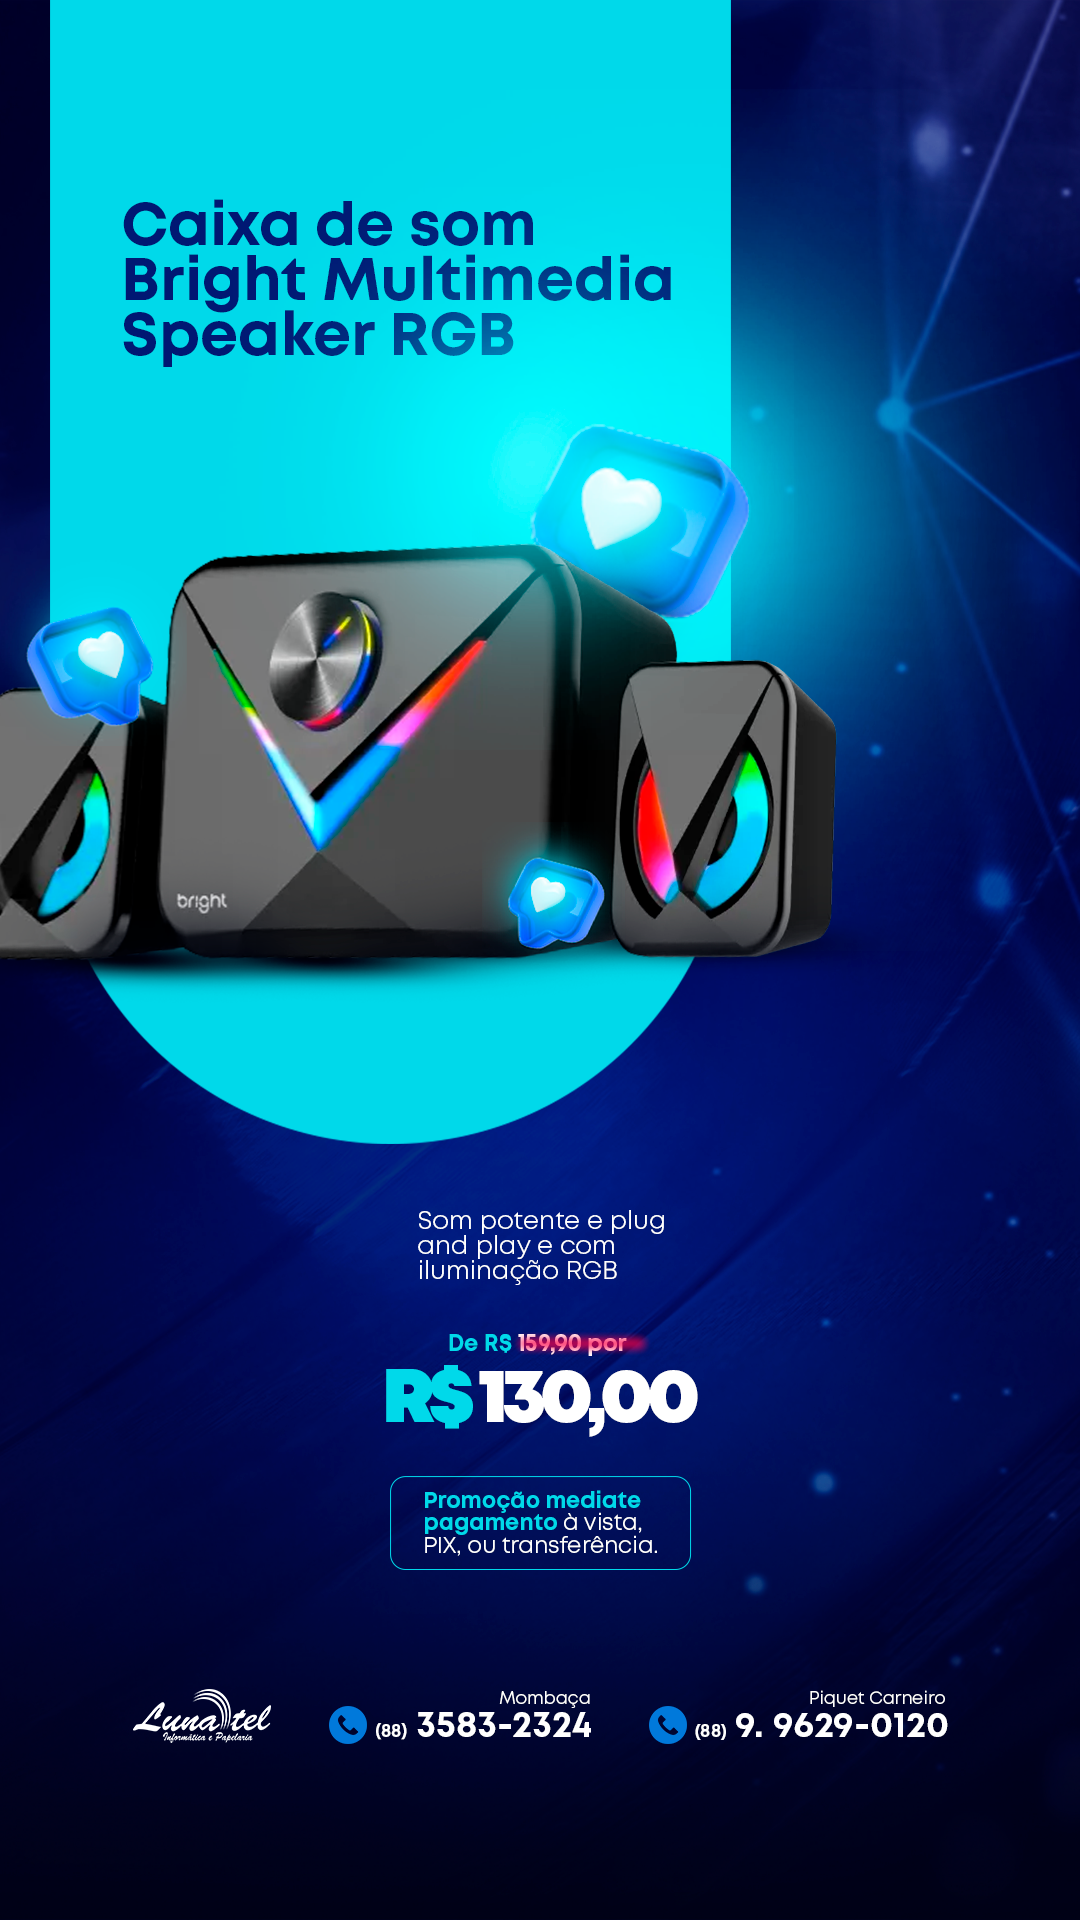 Caixa de som
Bright Multimedia
Speaker RGB
bright
Som potente e plug
and play e com
iluminação RGB
De R$ 159,90 por
R$ 130,00
Promoção mediate
pagamento à vista,
PIX, ou transferência.
Lunatel
Informática e Papelaria
Mombaça
(88) 3583-2324
Piquet Carneiro
(88) 9. 9629-0120